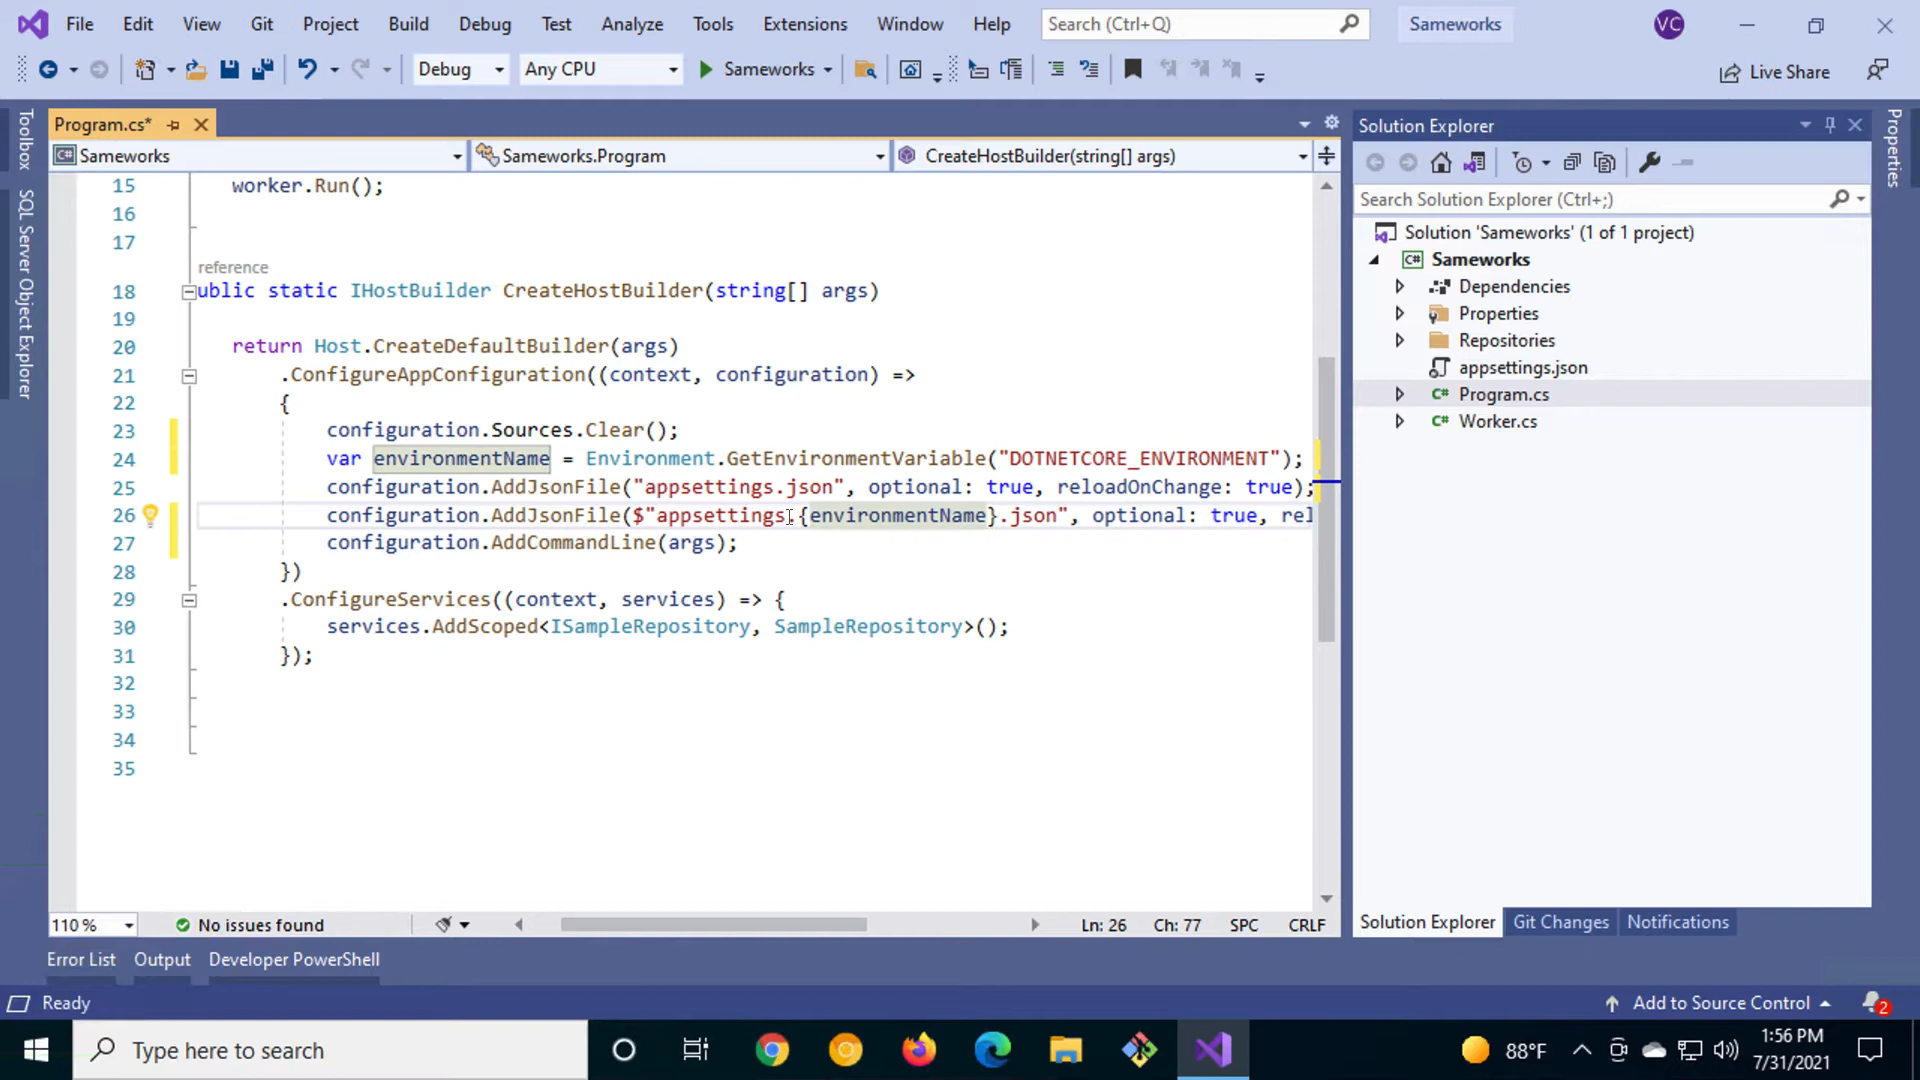 File Edit View Git Project Build Debug Test Tools Analyze Extensions Window Help Search (Ctrl+Q) Sameworks VC
Debug Any CPU Sameworks Live Share
Toolbox
SQL Server Object Explorer
Program.cs*
Sameworks Sameworks.Program CreateHostBuilder(string[] args)
15 worker.Run();
16
17
reference
18 ublic static IHostBuilder CreateHostBuilder(string[] args)
19
20 return Host.CreateDefaultBuilder(args)
21 .ConfigureAppConfiguration((context, configuration) =>
22 {
23 configuration.Sources.Clear();
24 var environmentName = Environment.GetEnvironmentVariable("DOTNETCORE_ENVIRONMENT");
25 configuration.AddJsonFile("appsettings.json", optional: true, reloadOnChange: true);
26 configuration.AddJsonFile($"appsettings.{environmentName}.json", optional: true, rel
27 configuration.AddCommandLine(args);
28 })
29 .ConfigureServices((context, services) => {
30 services.AddScoped<ISampleRepository, SampleRepository>();
31 });
32
33
34
35
110 % No issues found Ln: 26 Ch: 77 SPC CRLF
Solution Explorer
Search Solution Explorer (Ctrl+;)
Solution 'Sameworks' (1 of 1 project)
C# Sameworks
Dependencies
Properties
Repositories
appsettings.json
C# Program.cs
C# Worker.cs
Solution Explorer Git Changes Notifications
Properties
Error List Output Developer PowerShell
Ready Add to Source Control 2
Type here to search 88°F 1:56 PM
7/31/2021